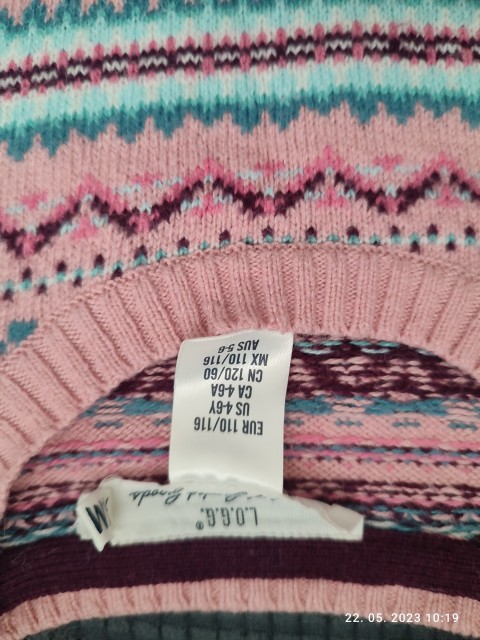 EUR 110/116
US 4-6Y
CA 4-6A
CN 120/60
MX 110/116
AUS 5-6
L.O.G.G.®
Goods
22. 05. 2023 10:19